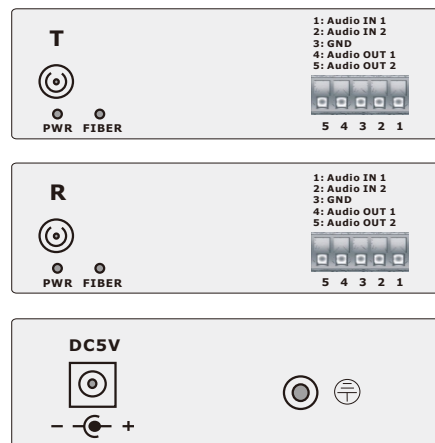 T
1: Audio IN 1
2: Audio IN 2
3: GND
4: Audio OUT 1
5: Audio OUT 2
PWR FIBER
5 4 3 2 1
R
1: Audio IN 1
2: Audio IN 2
3: GND
4: Audio OUT 1
5: Audio OUT 2
PWR FIBER
5 4 3 2 1
DC5V
- +